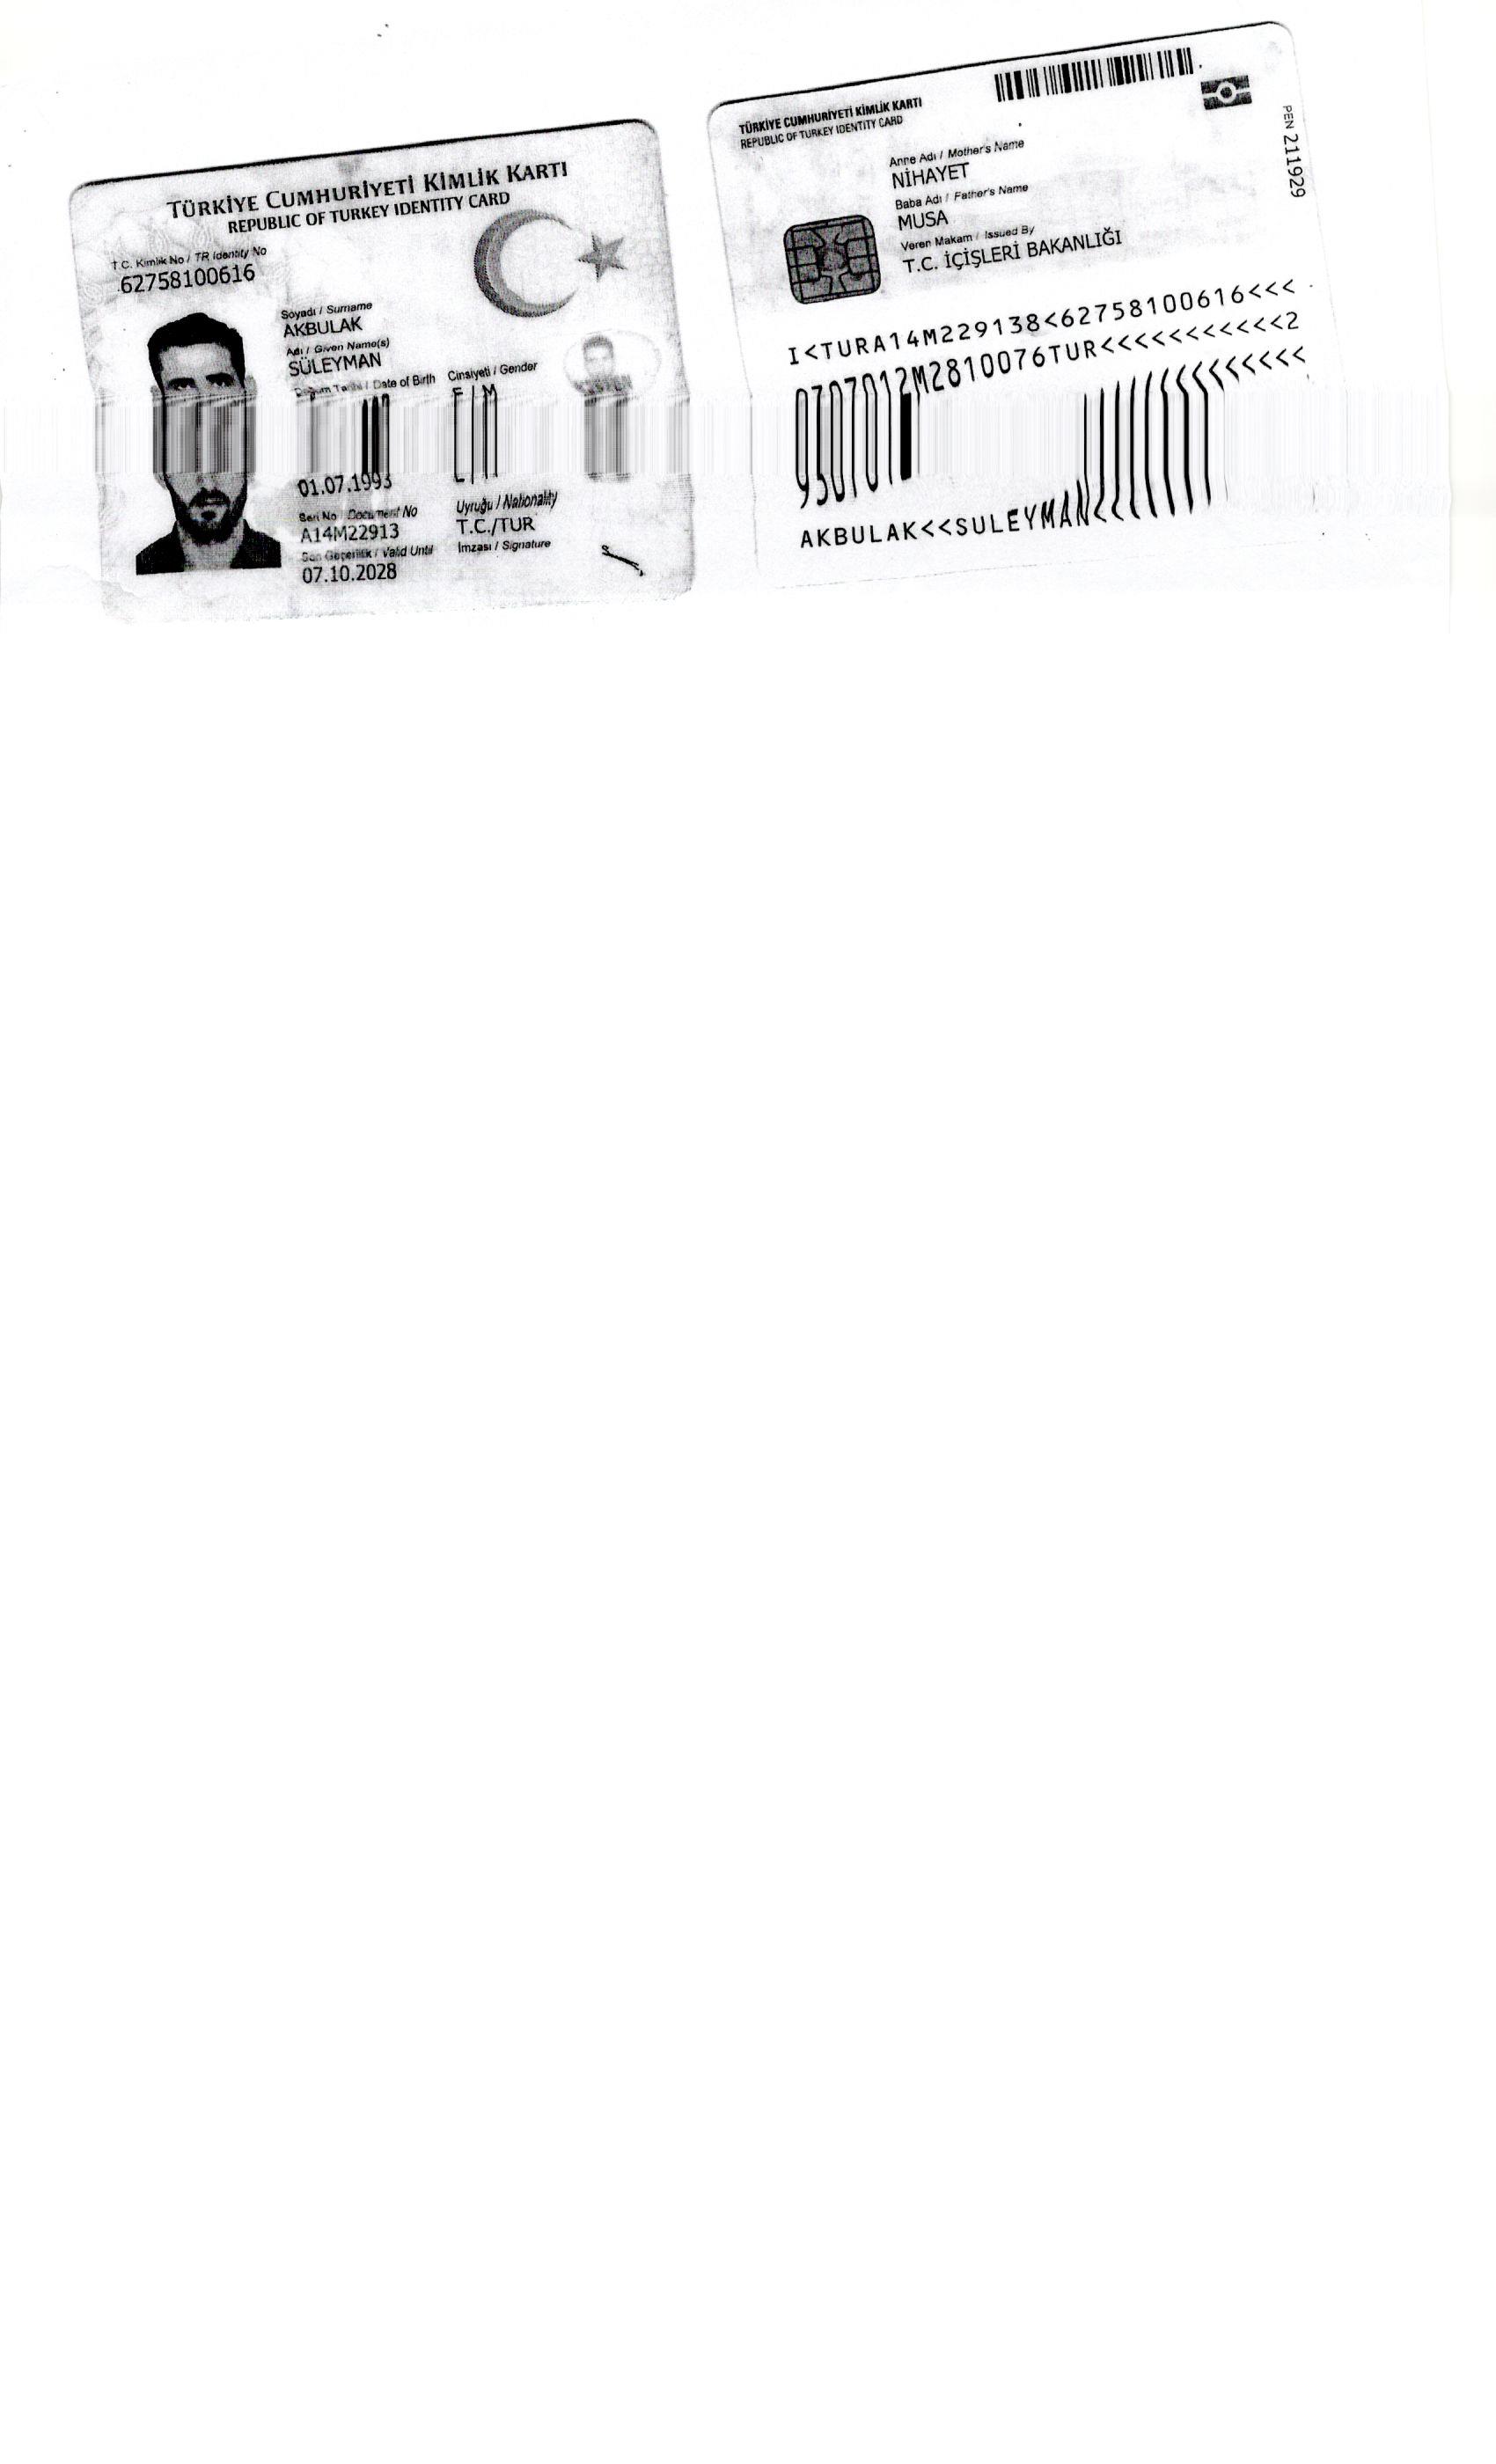 TÜRKİYE CUMHURİYETİ KİMLİK KARTI
REPUBLIC OF TURKEY IDENTITY CARD
T.C. Kimlik No / TR Identity No
62758100616
Soyadı / Surname
AKBULAK
Adı / Given Name(s)
SÜLEYMAN
Doğum Tarihi / Date of Birth Cinsiyeti / Gender
E / M
01.07.1993
Seri No / Document No Uyruğu / Nationality
A14M22913 T.C./TUR
Son Geçerlilik / Valid Until İmzası / Signature
07.10.2028
TÜRKİYE CUMHURİYETİ KİMLİK KARTI
REPUBLIC OF TURKEY IDENTITY CARD
PEN 211929
Anne Adı / Mother's Name
NİHAYET
Baba Adı / Father's Name
MUSA
Veren Makam / Issued By
T.C. İÇİŞLERİ BAKANLIĞI
I<TURA14M229138<62758100616<<<
9307012M2810076TUR<<<<<<<<<<<2
AKBULAK<<SULEYMAN<<<<<<<<<<<<<